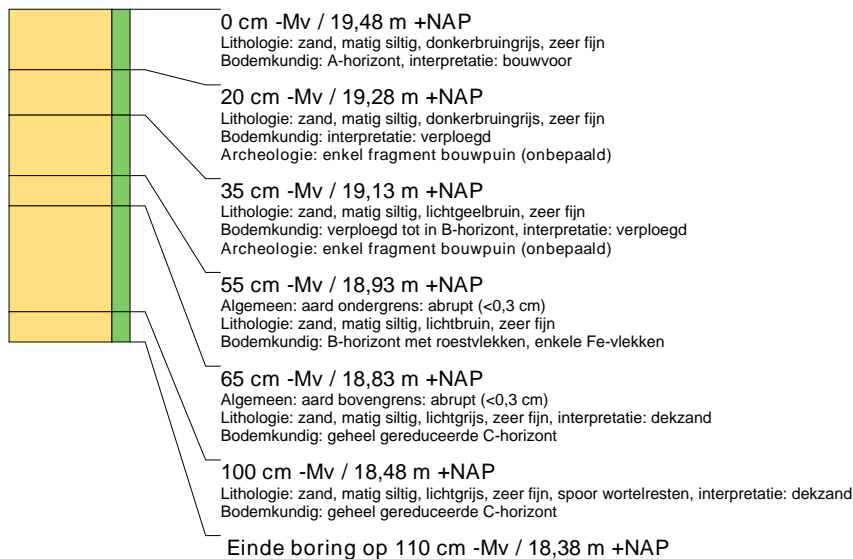 0 cm -Mv / 19,48 m +NAP
Lithologie: zand, matig siltig, donkerbruingrijs, zeer fijn
Bodemkundig: A-horizont, interpretatie: bouwvoor
20 cm -Mv / 19,28 m +NAP
Lithologie: zand, matig siltig, donkerbruingrijs, zeer fijn
Bodemkundig: interpretatie: verploegd
Archeologie: enkel fragment bouwpuin (onbepaald)
35 cm -Mv / 19,13 m +NAP
Lithologie: zand, matig siltig, lichtgeelbruin, zeer fijn
Bodemkundig: verploegd tot in B-horizont, interpretatie: verploegd
Archeologie: enkel fragment bouwpuin (onbepaald)
55 cm -Mv / 18,93 m +NAP
Algemeen: aard ondergrens: abrupt (<0,3 cm)
Lithologie: zand, matig siltig, lichtbruin, zeer fijn
Bodemkundig: B-horizont met roestvlekken, enkele Fe-vlekken
65 cm -Mv / 18,83 m +NAP
Algemeen: aard bovengrens: abrupt (<0,3 cm)
Lithologie: zand, matig siltig, lichtgrijs, zeer fijn, interpretatie: dekzand
Bodemkundig: geheel gereduceerde C-horizont
100 cm -Mv / 18,48 m +NAP
Lithologie: zand, matig siltig, lichtgrijs, zeer fijn, spoor wortelresten, interpretatie: dekzand
Bodemkundig: geheel gereduceerde C-horizont
Einde boring op 110 cm -Mv / 18,38 m +NAP